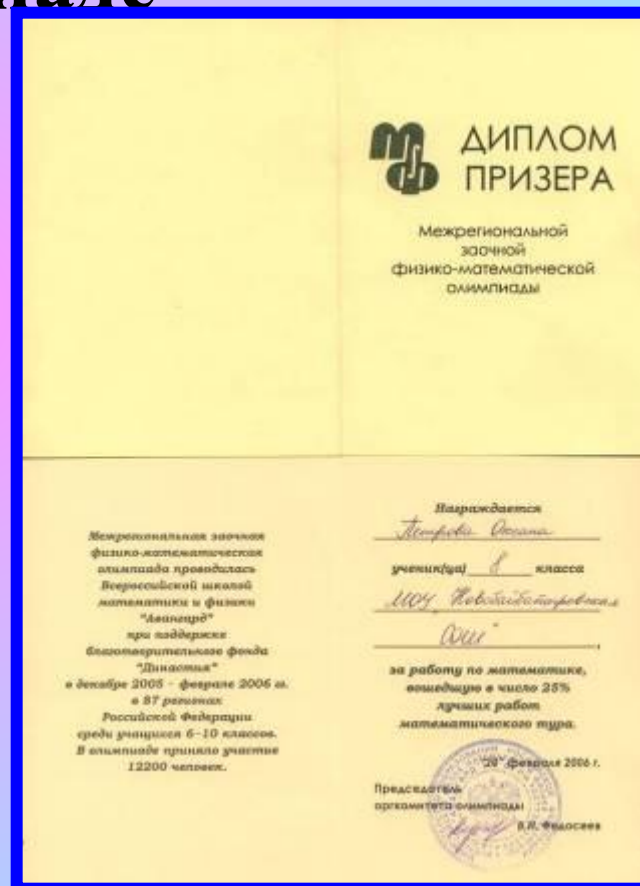 ДИПЛОМ
ПРИЗЕРА
Межрегиональной
заочной
физико-математической
олимпиады
Межрегиональная заочная
физико-математическая
олимпиада проводилась
Всероссийской школой
математики и физики
"Авангард"
при поддержке
благотворительного фонда
"Династия"
в декабре 2005 - феврале 2006 гг.
в 87 регионах
Российской Федерации
среди учащихся 6-10 классов.
В олимпиаде приняло участие
12200 человек.
Награждается
Петрова Оксана
ученик(ца) 8 класса
МОУ "Новобайбатыревская
СОШ"
за работу по математике,
вошедшую в число 25%
лучших работ
математического тура.
февраля 2006 г.
Председатель
оргкомитета олимпиады
В.Н. Федосеев